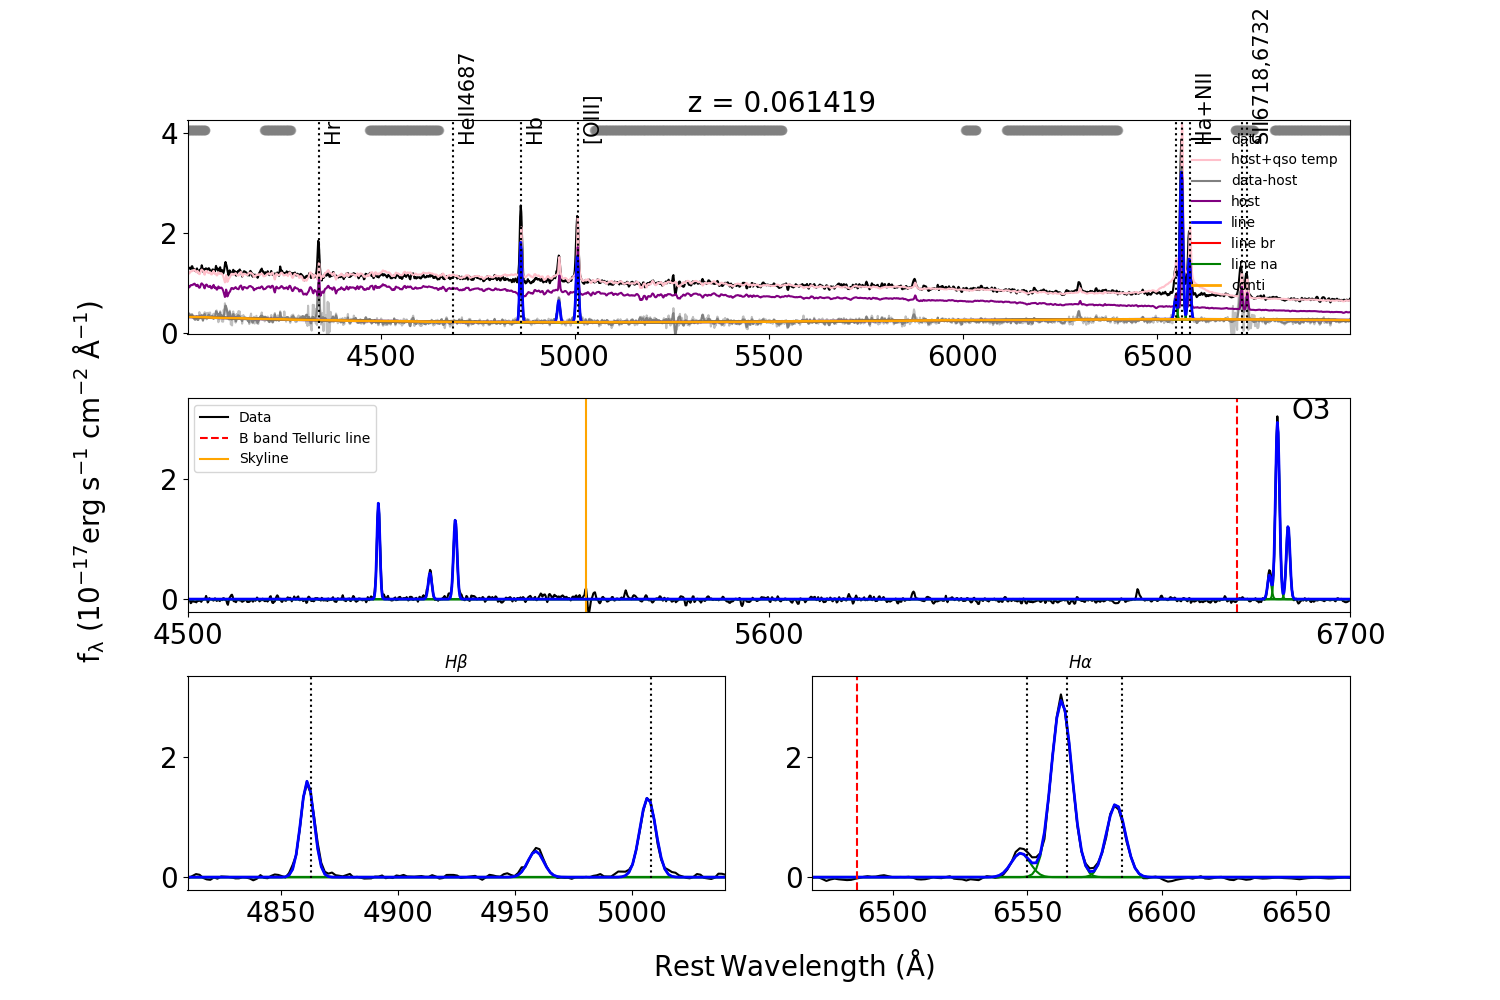 z = 0.061419
Hr
HeII4687
Hb
[OIII]
Ha+NII
SII6718,6732
data
host+qso temp
data-host
host
line
line br
line na
conti
4
2
0
4500 5000 5500 6000 6500
f_λ (10⁻¹⁷erg s⁻¹ cm⁻² Å⁻¹)
Data
B band Telluric line
Skyline
O3
2
0
4500 5600 6700
Hβ
2
0
4850 4900 4950 5000
Hα
2
0
6500 6550 6600 6650
Rest Wavelength (Å)